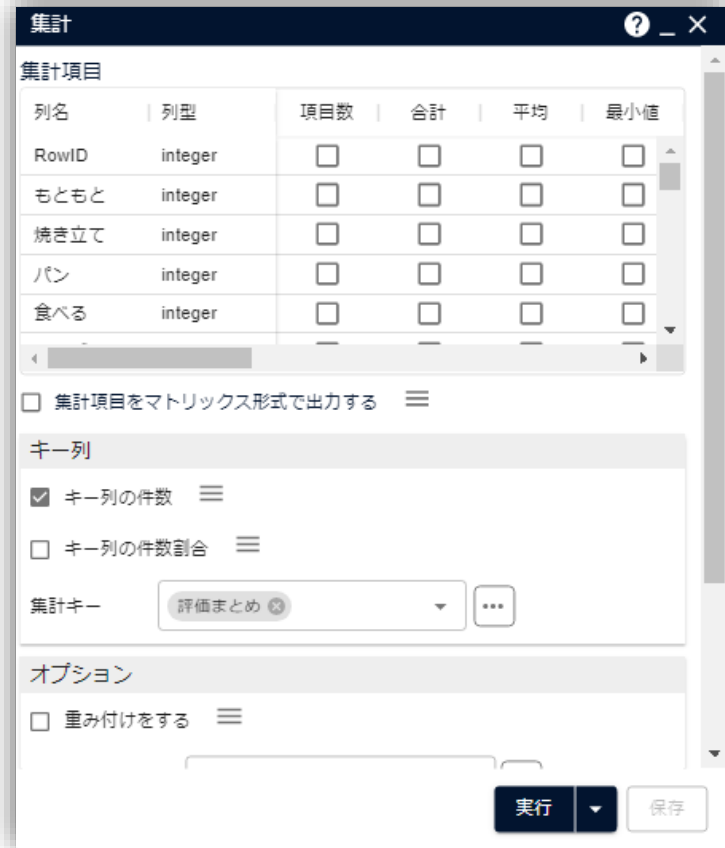 集計
集計項目
列名 列型 項目数 合計 平均 最小値
RowID integer
もともと integer
焼き立て integer
パン integer
食べる integer
集計項目をマトリックス形式で出力する
キー列
キー列の件数
キー列の件数割合
集計キー 評価まとめ
オプション
重み付けをする
実行 保存